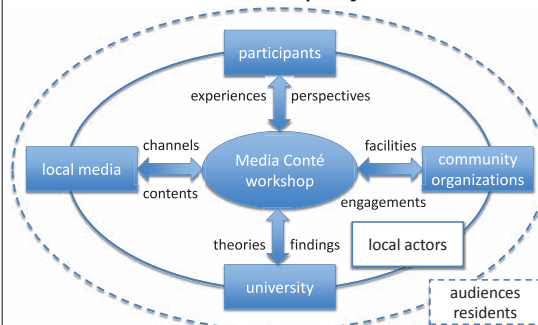 participants
experiences perspectives
channels
facilities
local media
Media Conté
workshop
community
organizations
contents
engagements
theories findings
local actors
university
audiences
residents